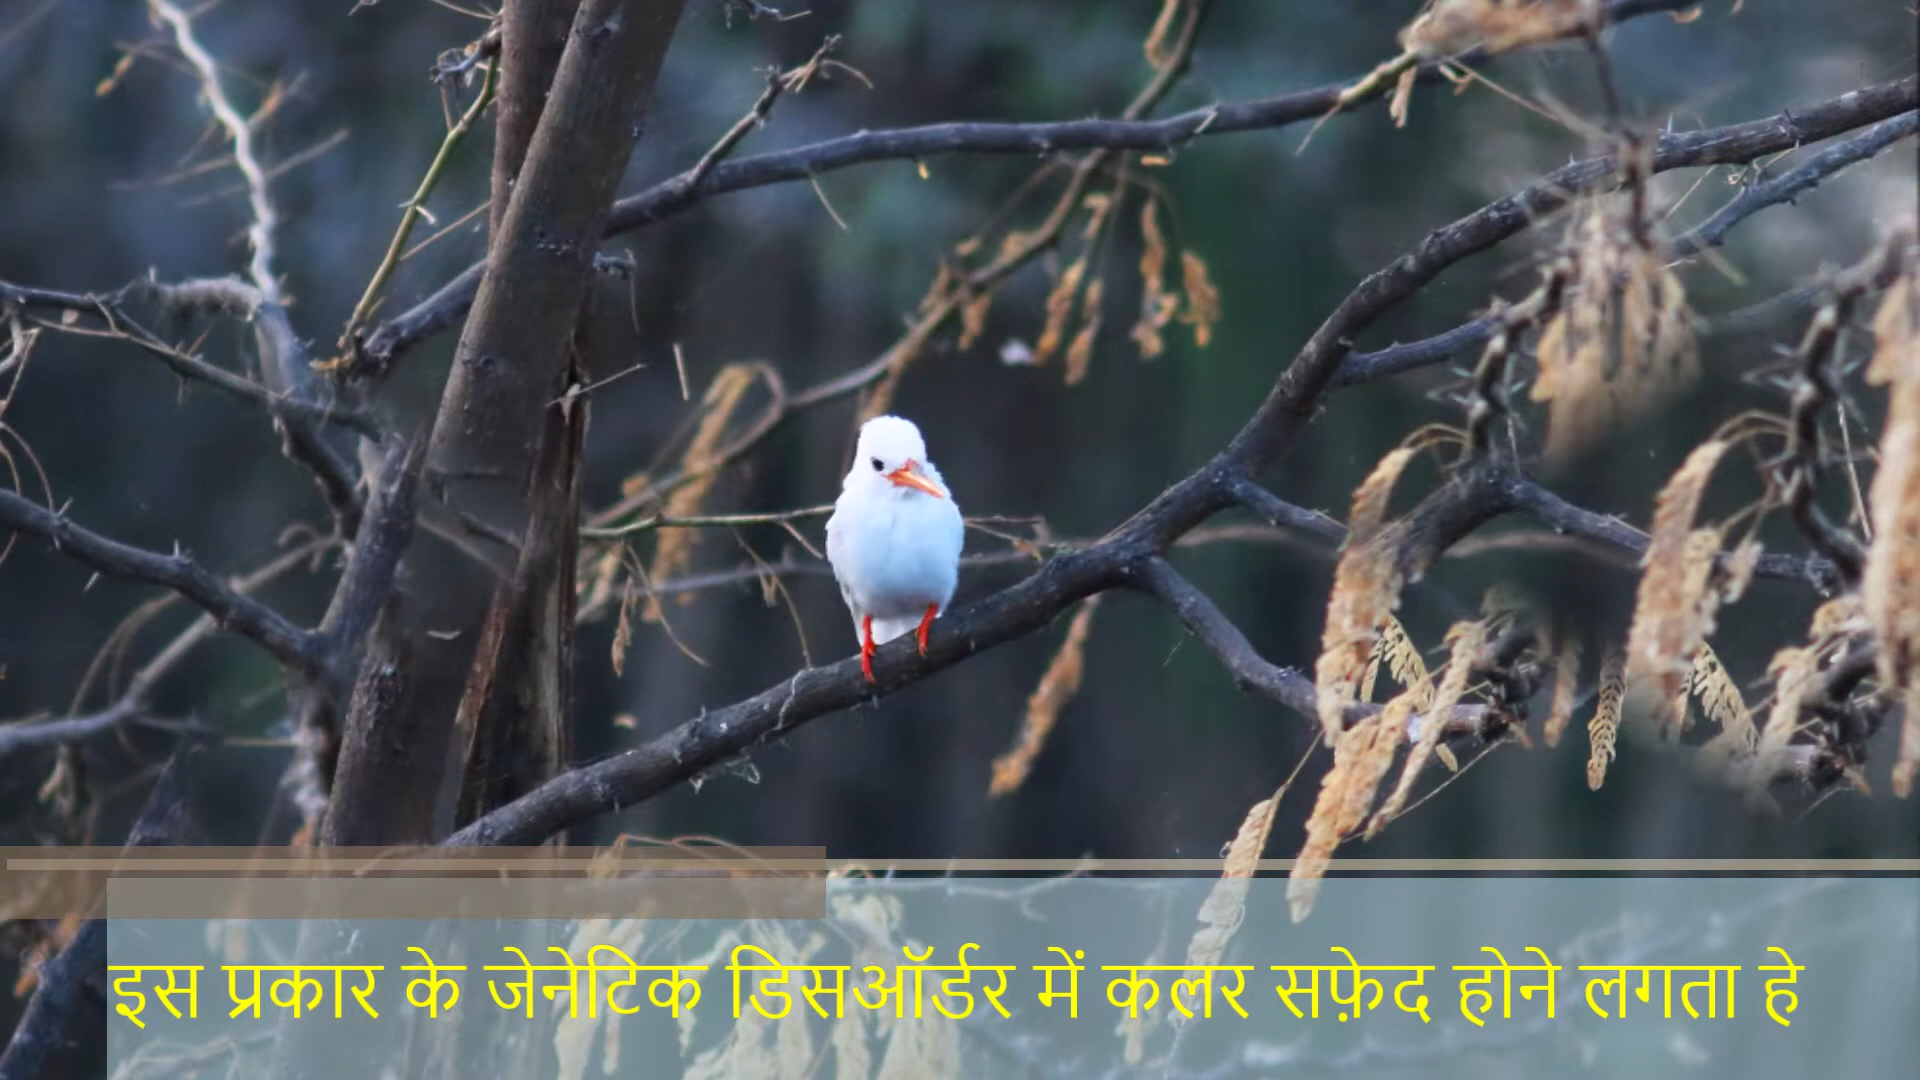 इस प्रकार के जेनेटिक डिसऑर्डर में कलर सफ़ेद होने लगता हे